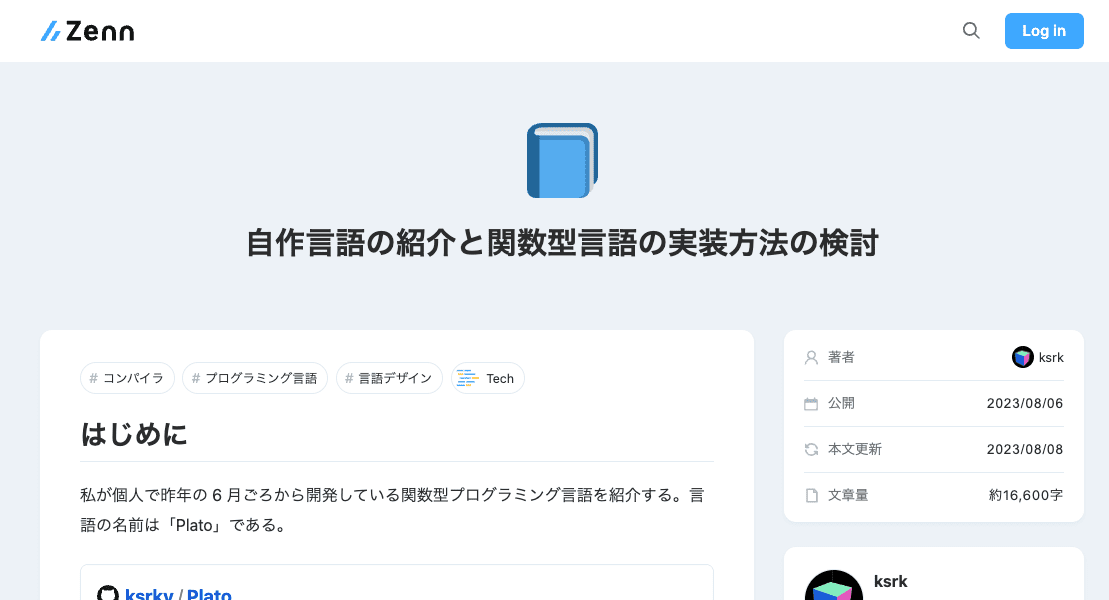 Zenn
Log in
自作言語の紹介と関数型言語の実装方法の検討
# コンパイラ # プログラミング言語 # 言語デザイン Tech
はじめに
私が個人で昨年の 6 月ごろから開発している関数型プログラミング言語を紹介する。言
語の名前は「Plato」である。
ksrky / Plato
著者 ksrk
公開 2023/08/06
本文更新 2023/08/08
文章量 約16,600字
ksrk